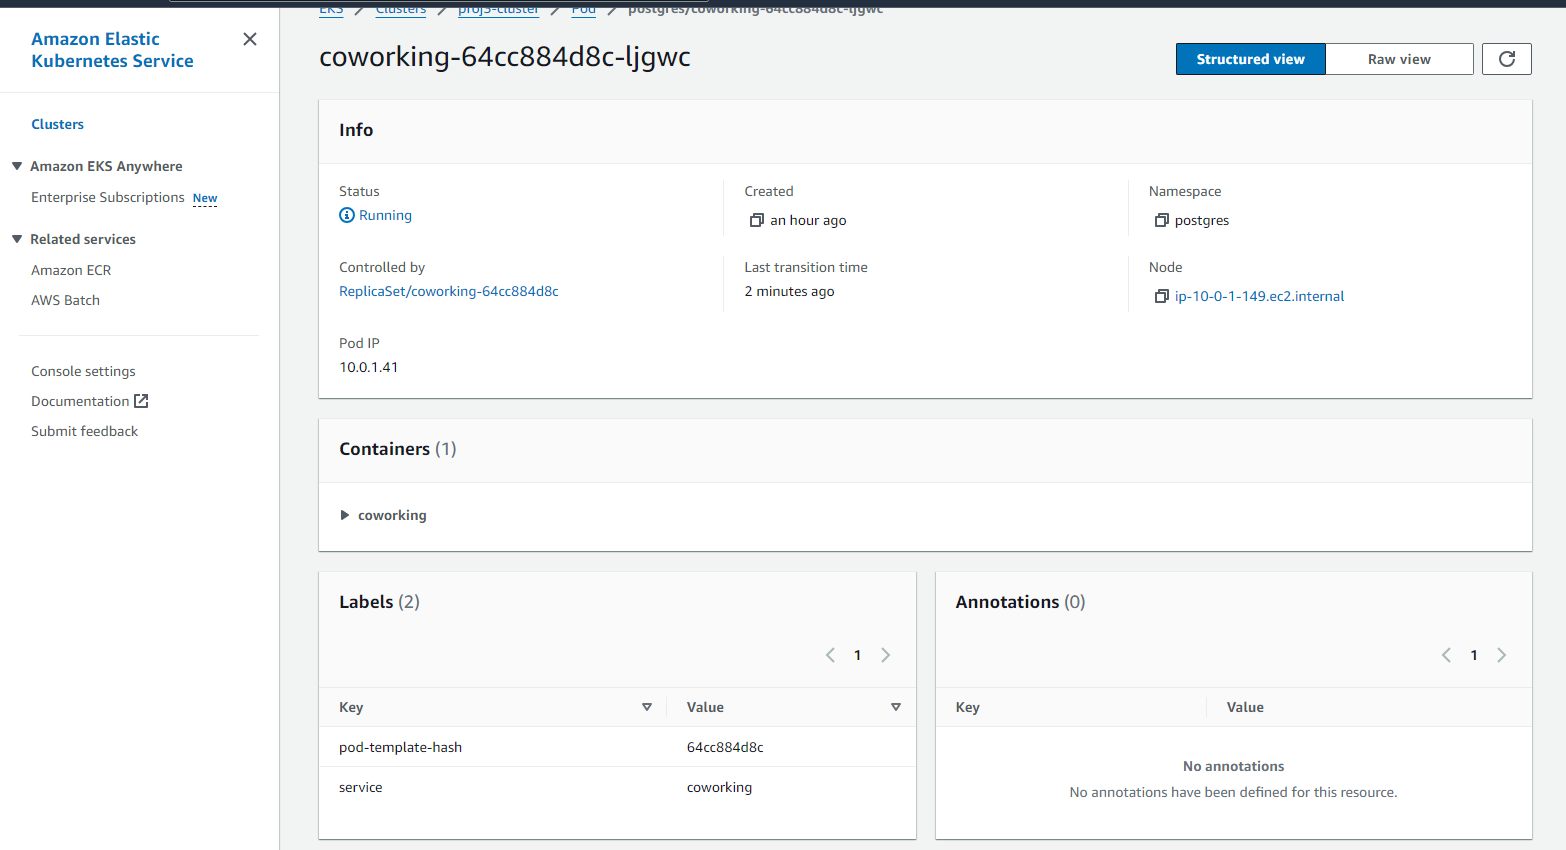 EKS Clusters proj3-cluster Pod postgres/coworking-64cc884d8c-ljgwc
Amazon Elastic
Kubernetes Service
Clusters
Amazon EKS Anywhere
Enterprise Subscriptions New
Related services
Amazon ECR
AWS Batch
Console settings
Documentation
Submit feedback
coworking-64cc884d8c-ljgwc
Structured view
Raw view
Info
Status
Running
Created
an hour ago
Namespace
postgres
Controlled by
ReplicaSet/coworking-64cc884d8c
Last transition time
2 minutes ago
Node
ip-10-0-1-149.ec2.internal
Pod IP
10.0.1.41
Containers (1)
coworking
Labels (2)
1
Key Value
pod-template-hash 64cc884d8c
service coworking
Annotations (0)
1
Key Value
No annotations
No annotations have been defined for this resource.